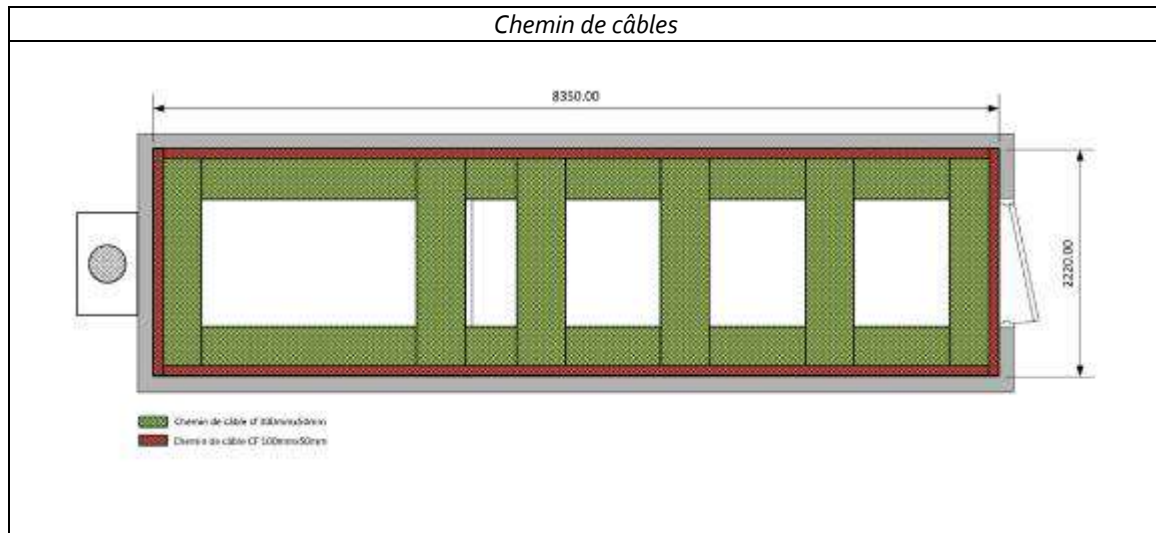 Chemin de câbles
8350.00
2220.00
Chemin de câble cf 300mmx50mm
Chemin de câble CF 100mmx50mm